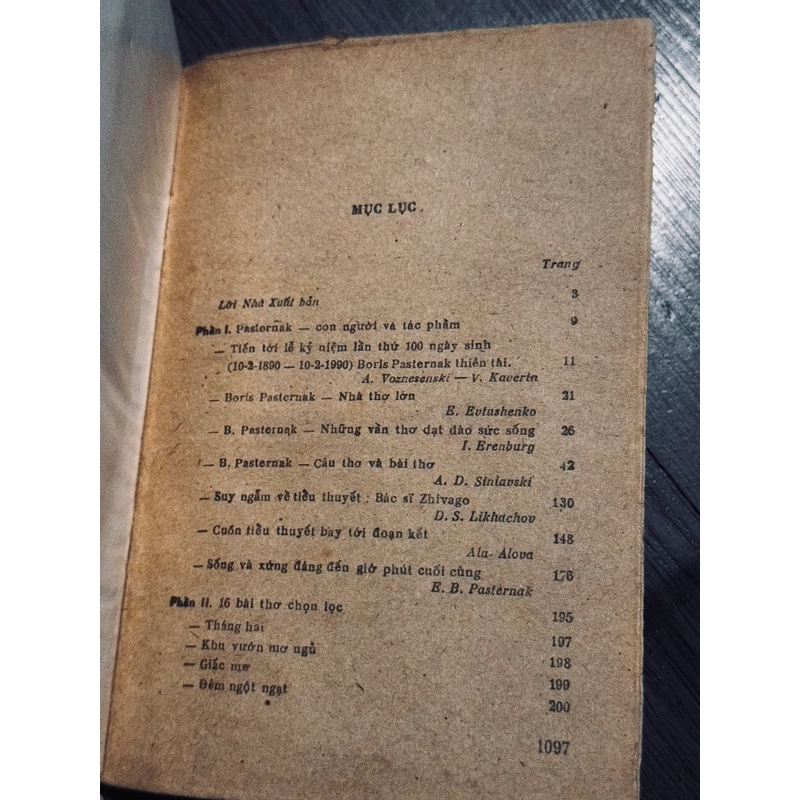 MỤC LỤC
Trang
Lời Nhà Xuất bản 3
Phần I. Pasternak — con người và tác phẩm 9
— Tiến tới lễ kỷ niệm lần thứ 100 ngày sinh
(10-2-1890 — 10-2-1990) Boris Pasternak thiên tài. 11
A. Voznesenski — V. Kaverin
— Boris Pasternak — Nhà thơ lớn 21
E. Evtushenko
— B. Pasternak — Những vần thơ dạt dào sức sống 26
I. Erenburg
— B. Pasternak — Câu thơ và bài thơ 42
A. D. Siniavski
— Suy ngẫm về tiểu thuyết : Bác sĩ Zhivago 130
D. S. Likhachov
— Cuốn tiểu thuyết bay tới đoạn kết 148
Ala- Alova
— Sống và xứng đáng đến giờ phút cuối cùng 176
E. B. Pasternak
Phần II. 16 bài thơ chọn lọc 195
— Tháng hai 197
— Khu vườn mơ ngủ 198
— Giấc mơ 199
— Đêm ngột ngạt 200
1097